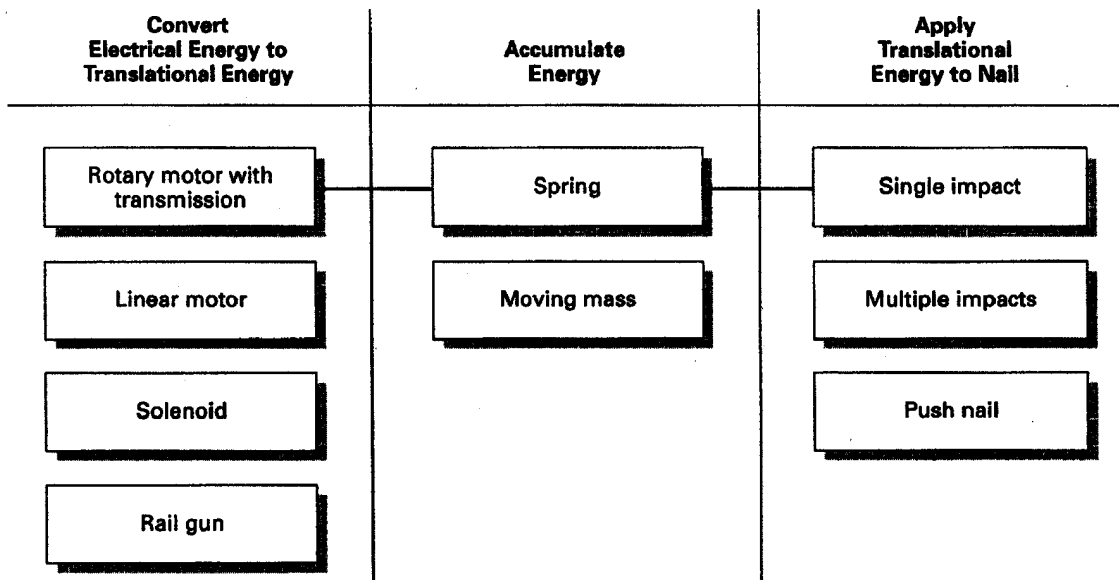 Convert
Electrical Energy to
Translational Energy
Accumulate
Energy
Apply
Translational
Energy to Nail
Rotary motor with
transmission
Spring
Single impact
Linear motor
Moving mass
Multiple impacts
Solenoid
Push nail
Rail gun